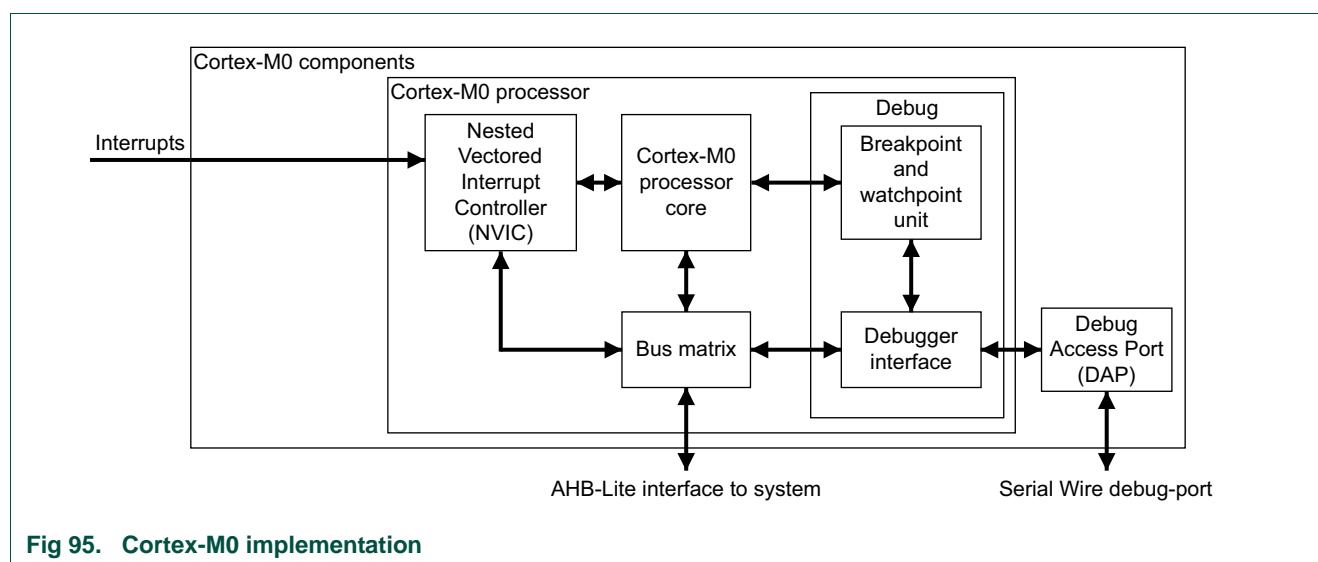 Cortex-M0 components
Cortex-M0 processor
Debug
Interrupts
Nested
Vectored
Interrupt
Controller
(NVIC)
Cortex-M0
processor
core
Breakpoint
and
watchpoint
unit
Bus matrix
Debugger
interface
Debug
Access Port
(DAP)
AHB-Lite interface to system
Serial Wire debug-port
Fig 95. Cortex-M0 implementation